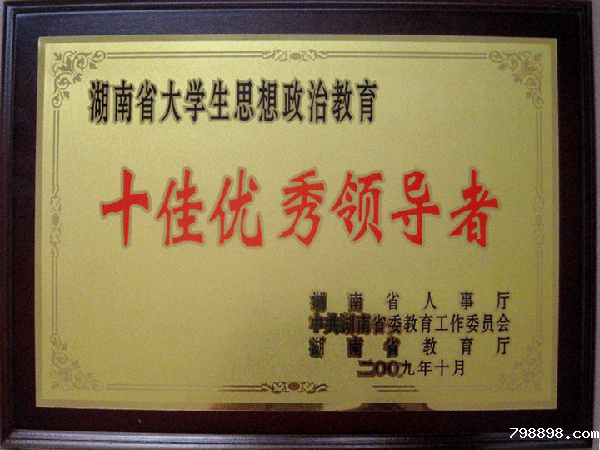 湖南省大学生思想政治教育
十佳优秀领导者
湖南省人事厅
中共湖南省委教育工作委员会
湖南省教育厅
二00九年十月
798898.com